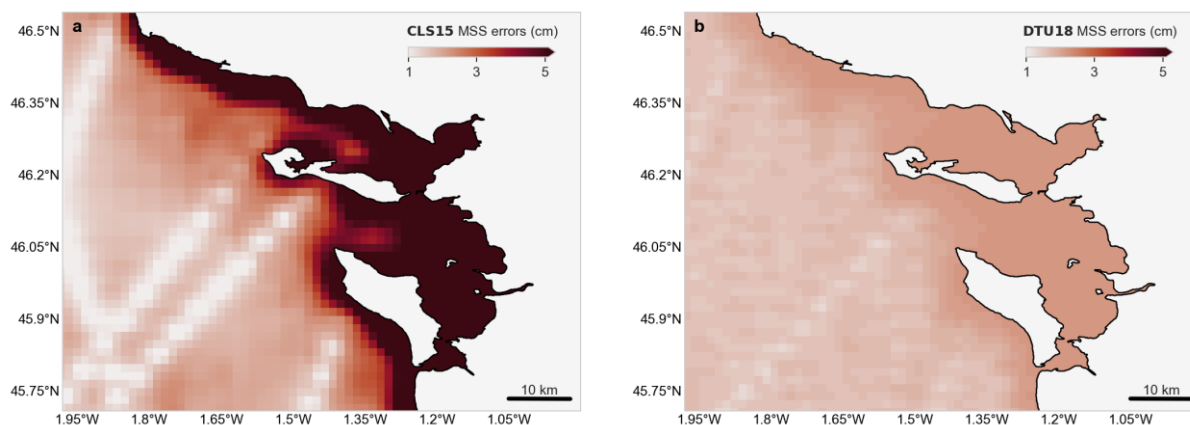 a
CLS15 MSS errors (cm)
1 3 5
46.5°N
46.35°N
46.2°N
46.05°N
45.9°N
45.75°N
10 km
1.95°W 1.8°W 1.65°W 1.5°W 1.35°W 1.2°W 1.05°W
b
DTU18 MSS errors (cm)
1 3 5
46.5°N
46.35°N
46.2°N
46.05°N
45.9°N
45.75°N
10 km
1.95°W 1.8°W 1.65°W 1.5°W 1.35°W 1.2°W 1.05°W